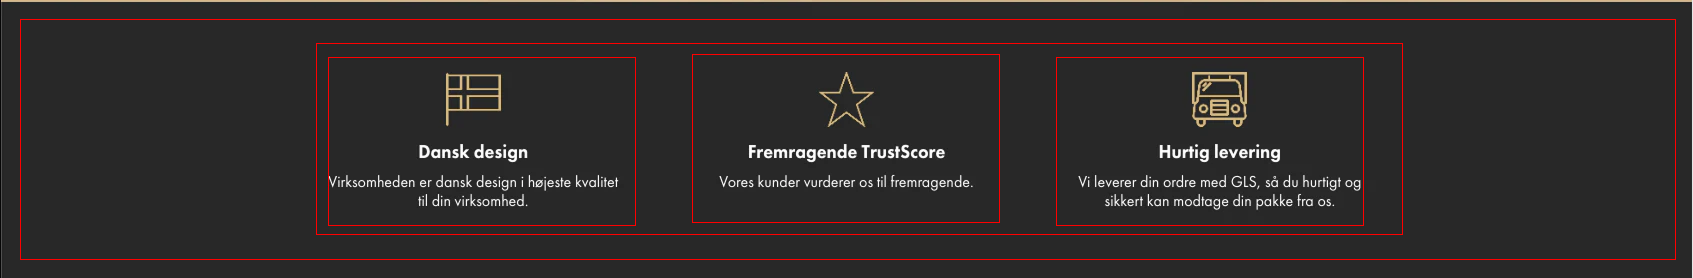 Dansk design
Virksomheden er dansk design i højeste kvalitet
til din virksomhed.
Fremragende TrustScore
Vores kunder vurderer os til fremragende.
Hurtig levering
Vi leverer din ordre med GLS, så du hurtigt og
sikkert kan modtage din pakke fra os.